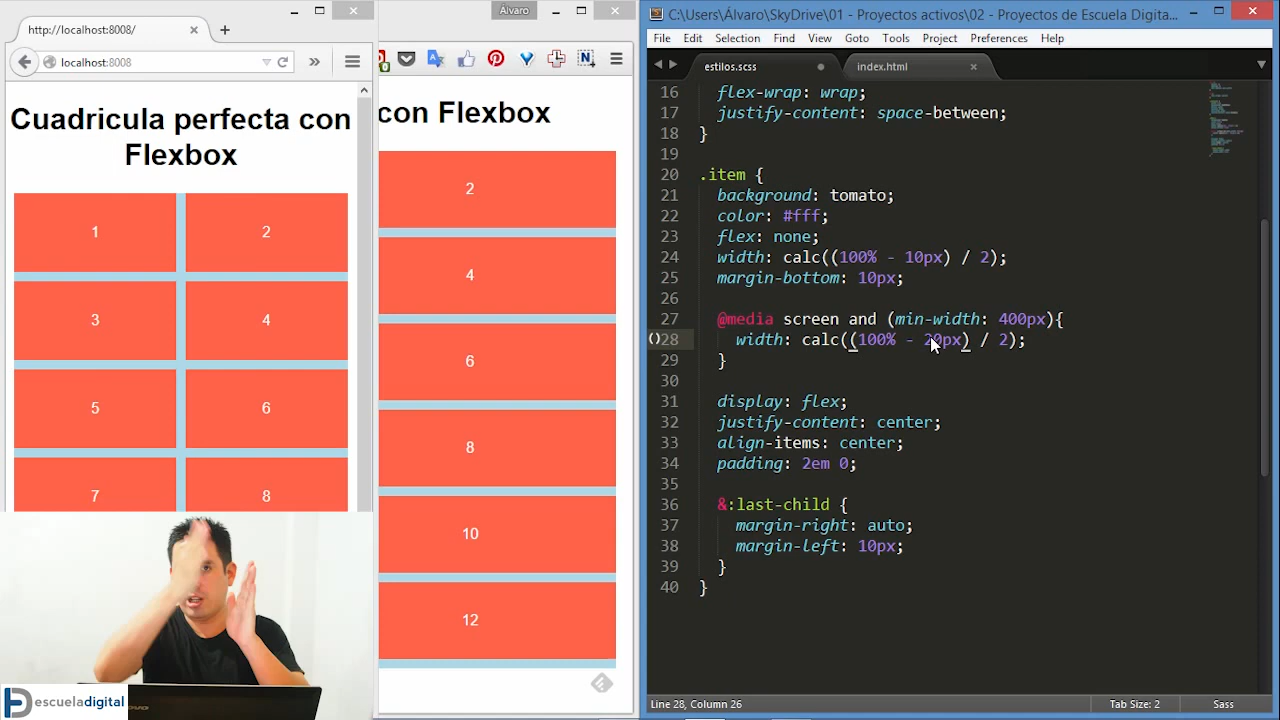 http://localhost:8008/
localhost:8008
Cuadricula perfecta con
Flexbox
1
2
3
4
5
6
7
8
escueladigital
Álvaro
con Flexbox
2
4
6
8
10
12
C:\Users\Álvaro\SkyDrive\01 - Proyectos activos\02 - Proyectos de Escuela Digita...
File Edit Selection Find View Goto Tools Project Preferences Help
estilos.scss
index.html
16 flex-wrap: wrap;
17 justify-content: space-between;
18 }
19
20 .item {
21 background: tomato;
22 color: #fff;
23 flex: none;
24 width: calc((100% - 10px) / 2);
25 margin-bottom: 10px;
26
27 @media screen and (min-width: 400px){
28 width: calc((100% - 20px) / 2);
29 }
30
31 display: flex;
32 justify-content: center;
33 align-items: center;
34 padding: 2em 0;
35
36 &:last-child {
37 margin-right: auto;
38 margin-left: 10px;
39 }
40 }
Line 28, Column 26
Tab Size: 2
Sass